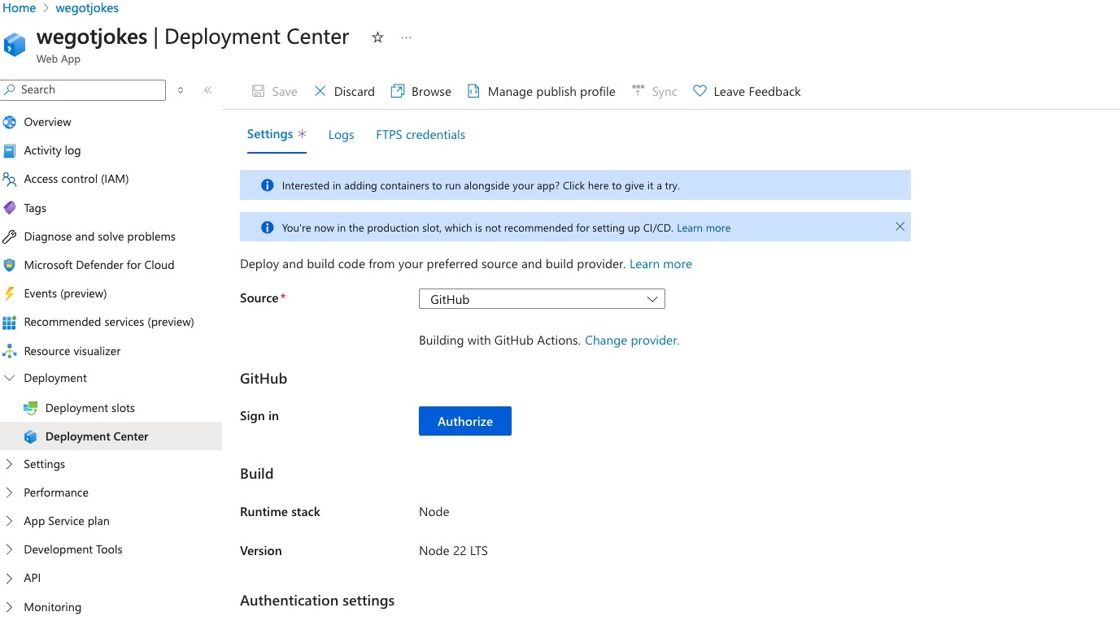 Home > wegotjokes
wegotjokes | Deployment Center
Web App
Search
Save Discard Browse Manage publish profile Sync Leave Feedback
Overview
Activity log
Access control (IAM)
Tags
Diagnose and solve problems
Microsoft Defender for Cloud
Events (preview)
Recommended services (preview)
Resource visualizer
Deployment
Deployment slots
Deployment Center
Settings
Performance
App Service plan
Development Tools
API
Monitoring
Settings * Logs FTPS credentials
Interested in adding containers to run alongside your app? Click here to give it a try.
You're now in the production slot, which is not recommended for setting up CI/CD. Learn more
Deploy and build code from your preferred source and build provider. Learn more
Source* GitHub
Building with GitHub Actions. Change provider.
GitHub
Sign in Authorize
Build
Runtime stack Node
Version Node 22 LTS
Authentication settings